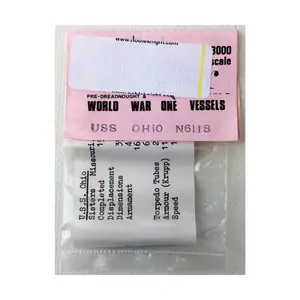 3000
scale
PRE-DREADNOUGHT &
WORLD WAR ONE VESSELS
USS OHIO N6118
U.S.S. Ohio
Sisters Missouri
Completed
Displacement
Dimensions
Armament
Torpedo Tubes
Armour (Krupp)
Speed